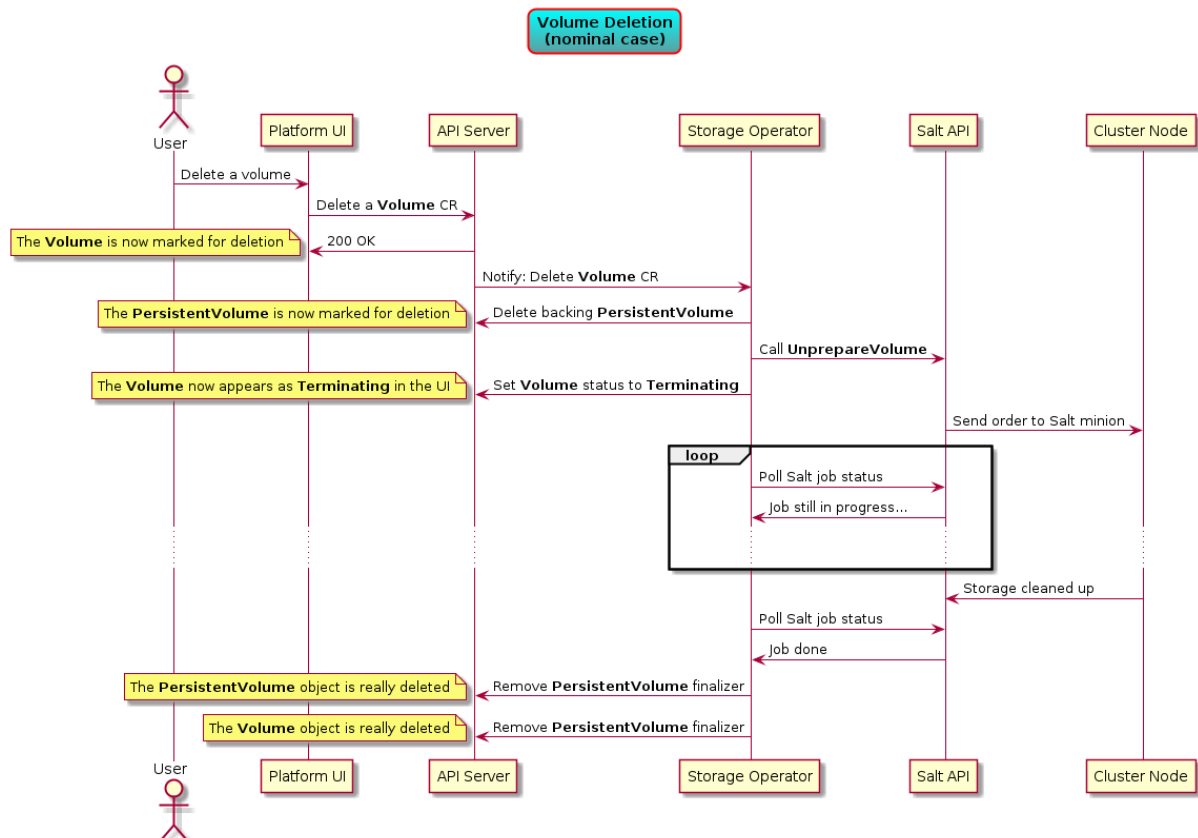 Volume Deletion
(nominal case)
User
Platform UI
API Server
Storage Operator
Salt API
Cluster Node
Delete a volume
Delete a Volume CR
The Volume is now marked for deletion
200 OK
Notify: Delete Volume CR
The PersistentVolume is now marked for deletion
Delete backing PersistentVolume
Call UnprepareVolume
The Volume now appears as Terminating in the UI
Set Volume status to Terminating
Send order to Salt minion
loop
Poll Salt job status
Job still in progress...
Storage cleaned up
Poll Salt job status
Job done
The PersistentVolume object is really deleted
Remove PersistentVolume finalizer
The Volume object is really deleted
Remove PersistentVolume finalizer
User
Platform UI
API Server
Storage Operator
Salt API
Cluster Node